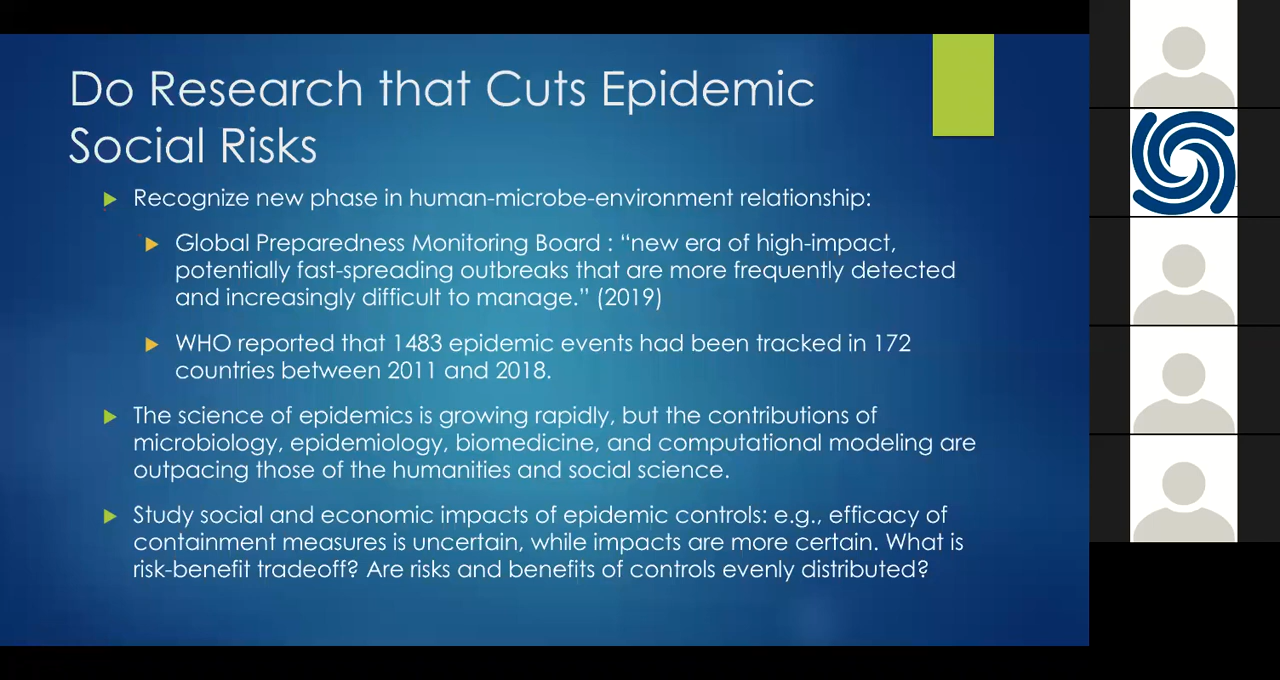 Do Research that Cuts Epidemic
Social Risks
Recognize new phase in human-microbe-environment relationship:
Global Preparedness Monitoring Board : “new era of high-impact,
potentially fast-spreading outbreaks that are more frequently detected
and increasingly difficult to manage.” (2019)
WHO reported that 1483 epidemic events had been tracked in 172
countries between 2011 and 2018.
The science of epidemics is growing rapidly, but the contributions of
microbiology, epidemiology, biomedicine, and computational modeling are
outpacing those of the humanities and social science.
Study social and economic impacts of epidemic controls: e.g., efficacy of
containment measures is uncertain, while impacts are more certain. What is
risk-benefit tradeoff? Are risks and benefits of controls evenly distributed?